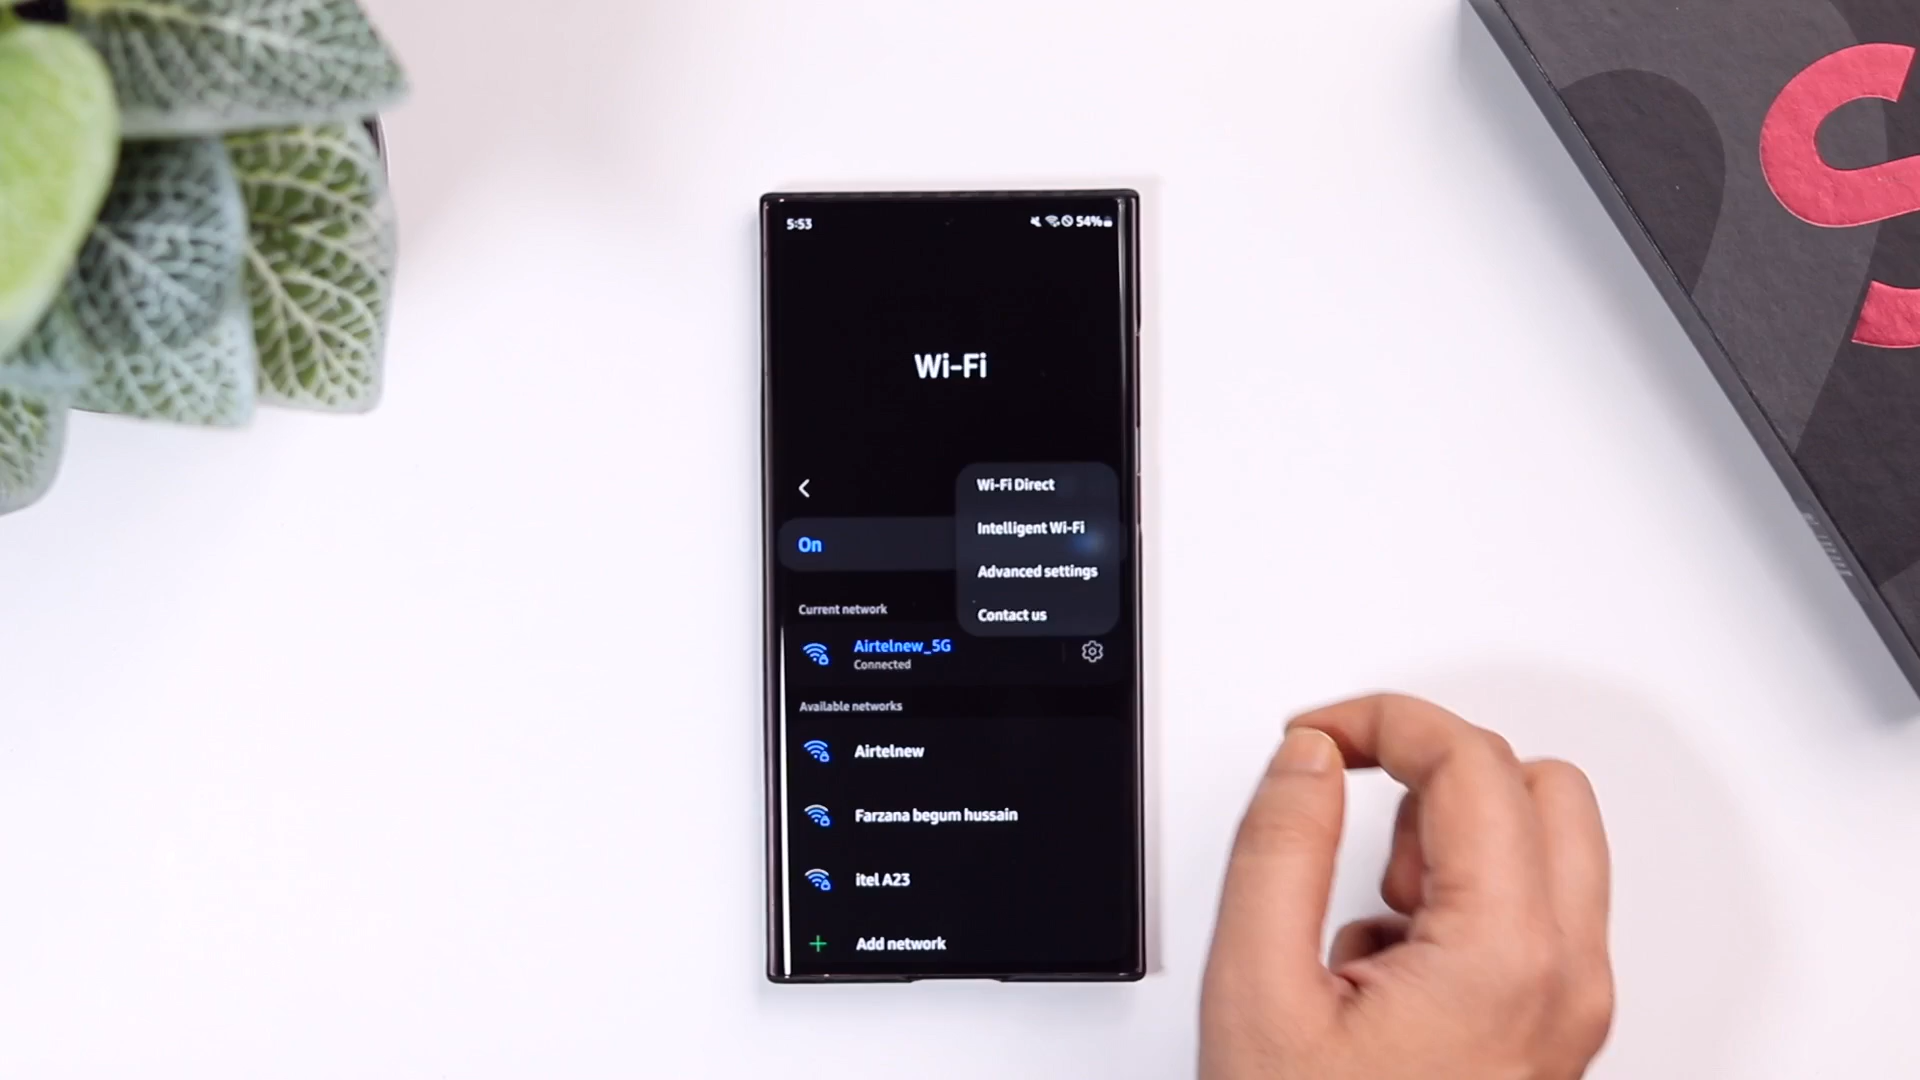 5:53
54%
Wi-Fi
Wi-Fi Direct
Intelligent Wi-Fi
On
Advanced settings
Contact us
Current network
Airtelnew_5G
Connected
Available networks
Airtelnew
Farzana begum hussain
itel A23
Add network
S